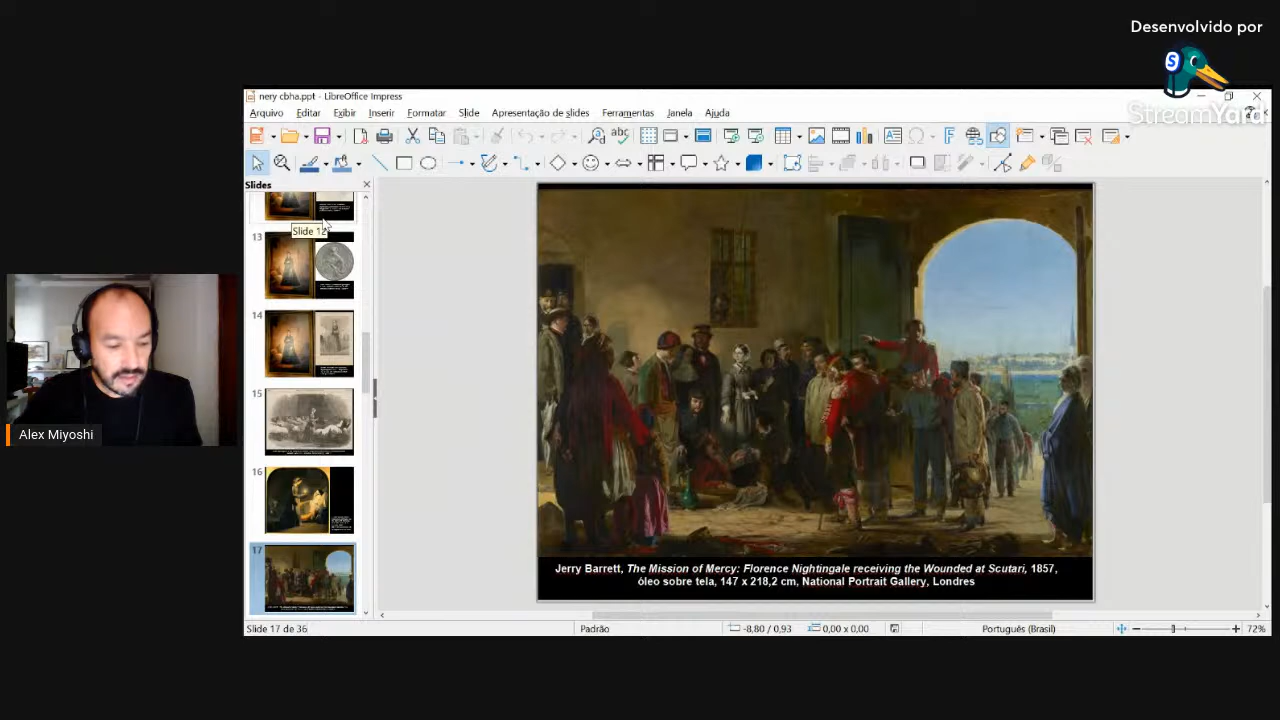 Desenvolvido por
StreamYard
nery cbha.ppt - LibreOffice Impress
Arquivo Editar Exibir Inserir Formatar Slide Apresentação de slides Ferramentas Janela Ajuda
Slides
Slide 12
13
14
15
16
17
Alex Miyoshi
Jerry Barrett, The Mission of Mercy: Florence Nightingale receiving the Wounded at Scutari, 1857,
óleo sobre tela, 147 x 218,2 cm, National Portrait Gallery, Londres
Slide 17 de 36 Padrão -8,80 / 0,93 0,00 x 0,00 Português (Brasil) 72%